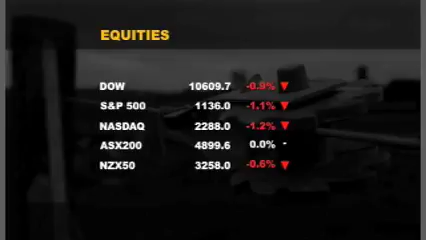 EQUITIES
DOW 10609.7 -0.9% ▼
S&P 500 1136.0 -1.1% ▼
NASDAQ 2288.0 -1.2% ▼
ASX200 4899.6 0.0% -
NZX50 3258.0 -0.6% ▼